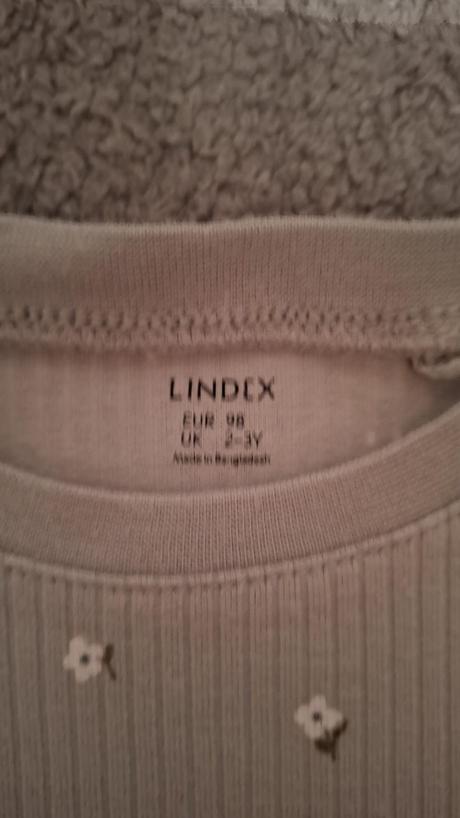 LINDEX
EUR 98
UK 2-3Y
Made in Bangladesh